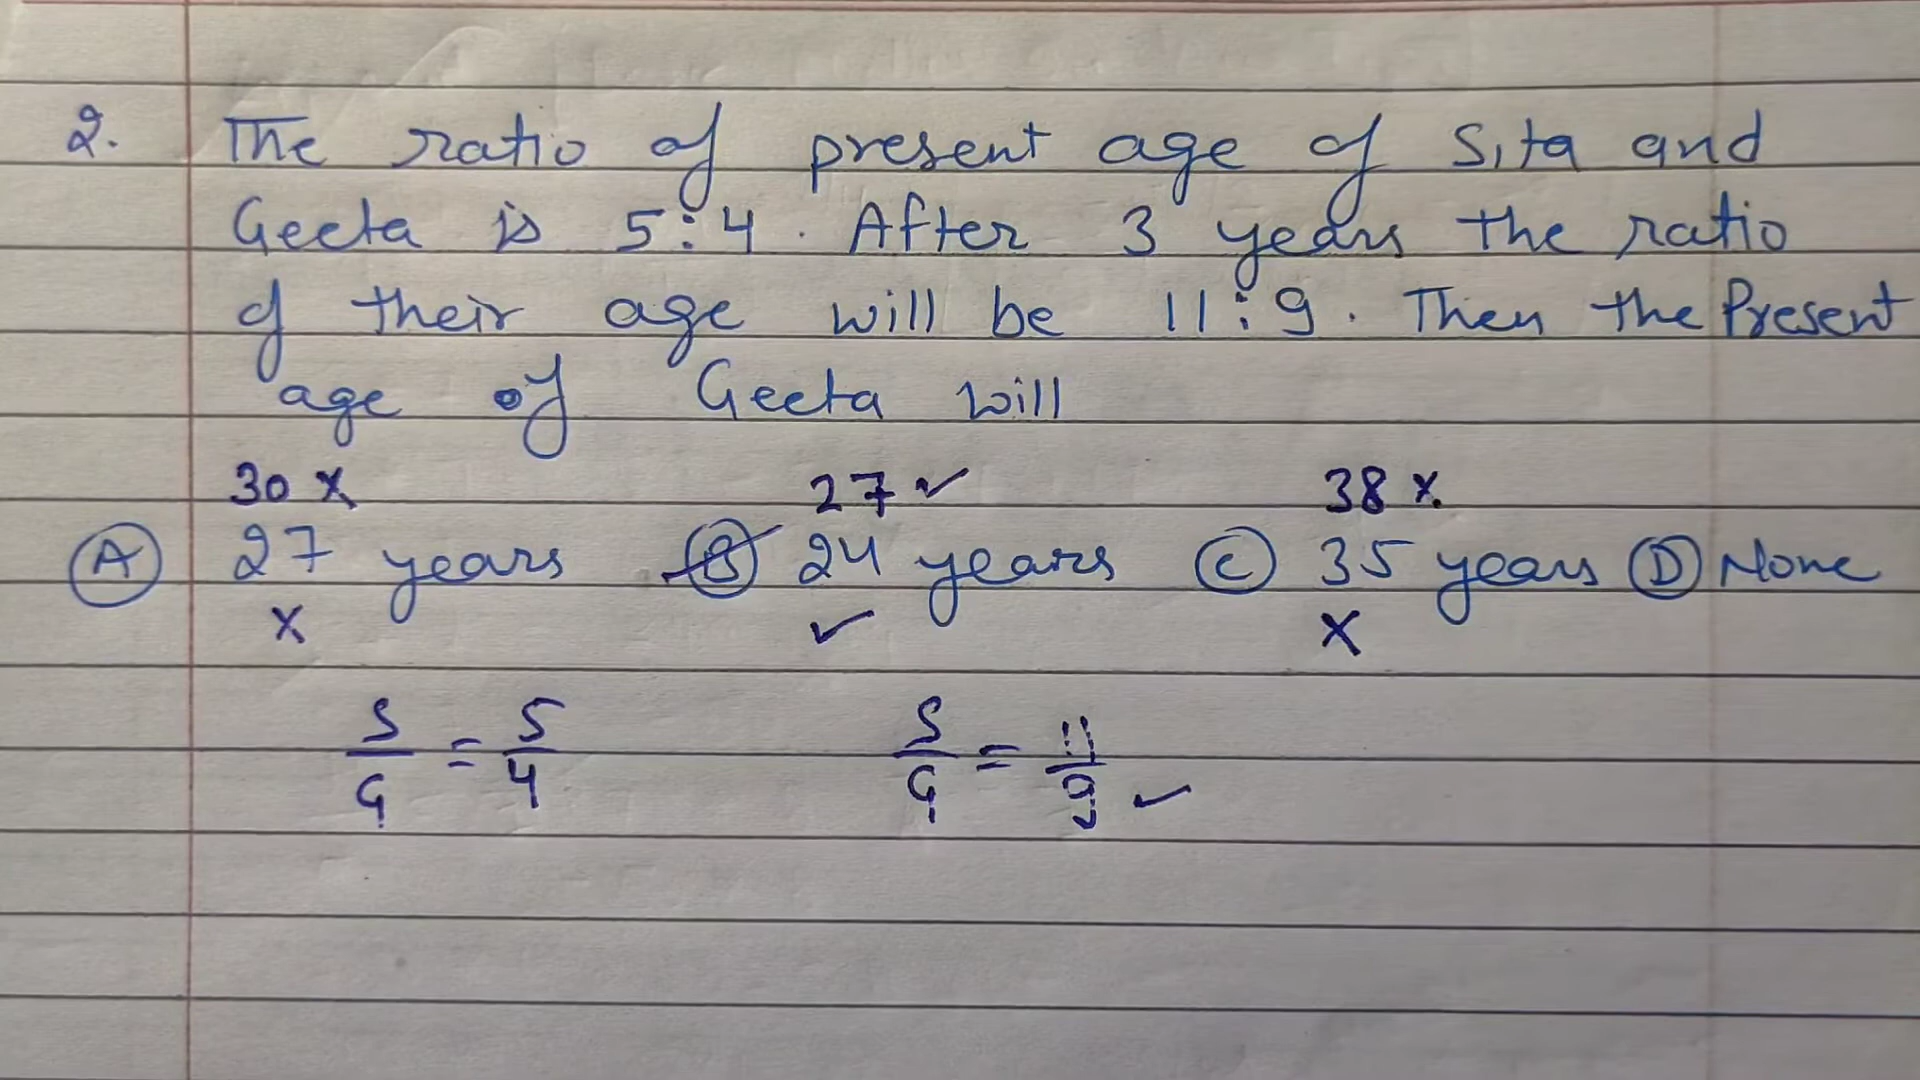 2. The ratio of present age of Sita and
Geeta is 5:4. After 3 years the ratio
of their age will be 11:9. Then the Present
age of Geeta will
30 x 27 ✓ 38 x
(A) 27 years (B) 24 years (C) 35 years (D) None
x ✓ x
S/G = 5/4 S/G = 11/9 ✓